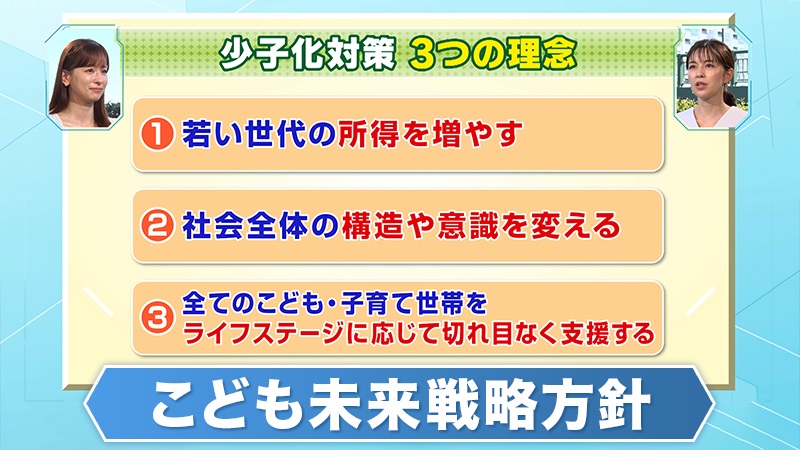 少子化対策 3つの理念
1 若い世代の所得を増やす
2 社会全体の構造や意識を変える
3 全てのこども・子育て世帯を
ライフステージに応じて切れ目なく支援する
こども未来戦略方針